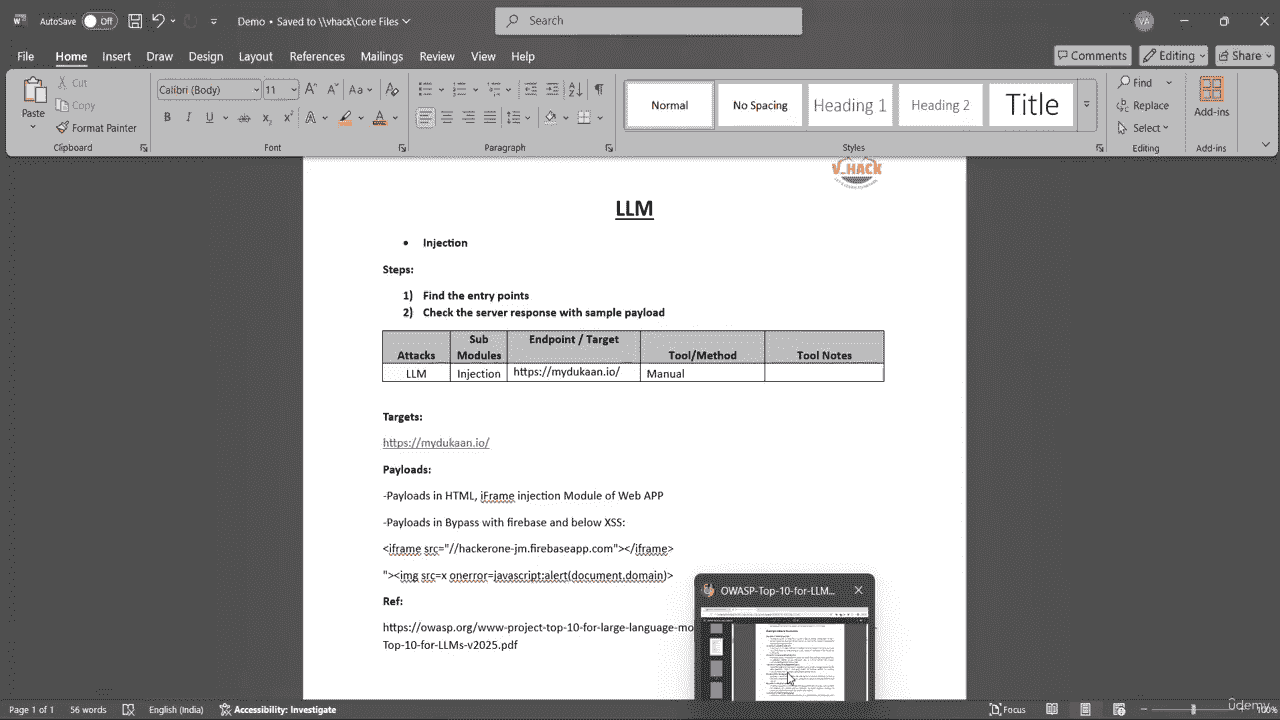 AutoSave Off Demo • Saved to \\vhack\Core Files Search VA
File Home Insert Draw Design Layout References Mailings Review View Help Comments Editing Share
Paste Cut Copy Format Painter
Calibri (Body) 11
Normal No Spacing Heading 1 Heading 2 Title
Find Replace Select Add-ins
Clipboard Font Paragraph Styles Editing Add-ins
V_HACK
LLM
• Injection
Steps:
1) Find the entry points
2) Check the server response with sample payload
Attacks Sub Modules Endpoint / Target Tool/Method Tool Notes
LLM Injection https://mydukaan.io/ Manual
Targets:
https://mydukaan.io/
Payloads:
-Payloads in HTML, iFrame injection Module of Web APP
-Payloads in Bypass with firebase and below XSS:
<iframe src="//hackerone-jm.firebaseapp.com"></iframe>
"><img src=x onerror=javascript:alert(document.domain)>
Ref:
https://owasp.org/www-project-top-10-for-large-language-mo
Top-10-for-LLMs-v2025.pdf
OWASP-Top-10-for-LLM...
1 of 1 Accessibility: Investigate Focus